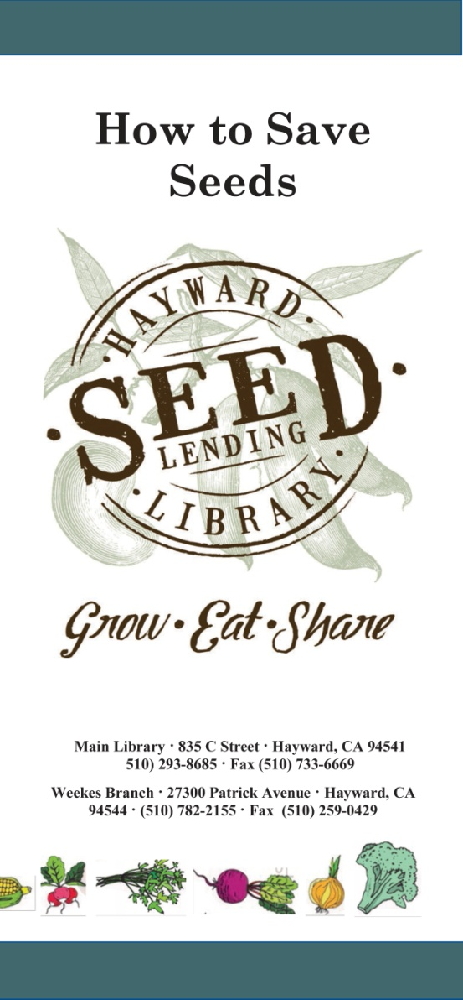 How to Save
Seeds
HAYWARD
SEED
LENDING
LIBRARY
Grow • Eat • Share
Main Library · 835 C Street · Hayward, CA 94541
510) 293-8685 · Fax (510) 733-6669
Weekes Branch · 27300 Patrick Avenue · Hayward, CA
94544 · (510) 782-2155 · Fax  (510) 259-0429